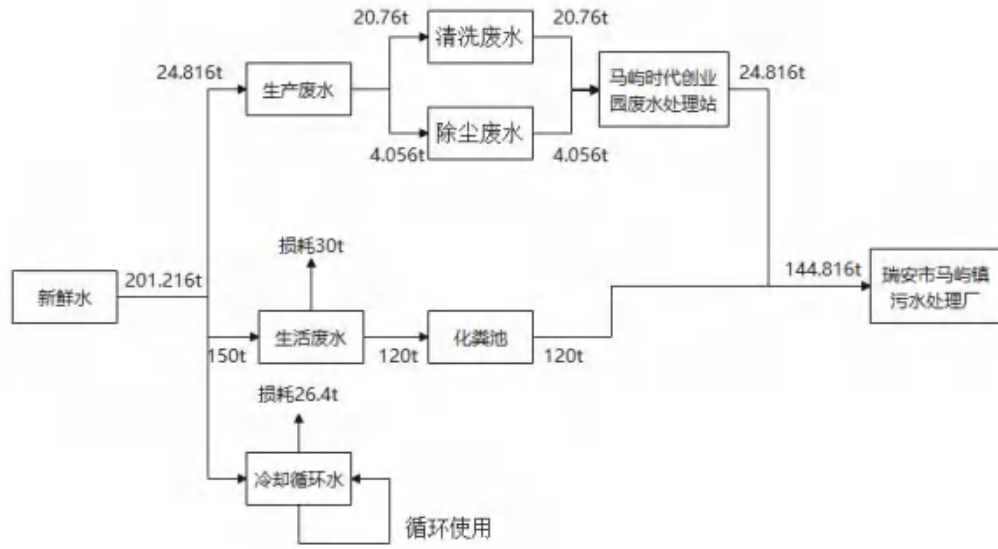 20.76t
清洗废水
20.76t
24.816t
生产废水
马屿时代创业
园废水处理站
24.816t
除尘废水
4.056t
4.056t
损耗30t
新鲜水
201.216t
144.816t
瑞安市马屿镇
污水处理厂
150t
生活废水
120t
化粪池
120t
损耗26.4t
冷却循环水
循环使用